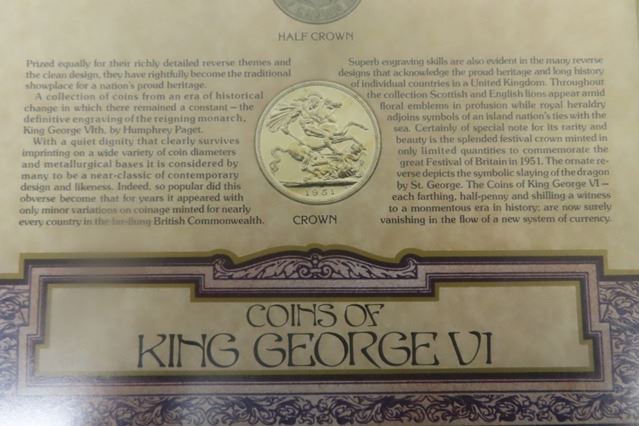 HALF CROWN
Prized equally for their richly detailed reverse themes and
the clean design, they have rightfully become the traditional
showplace for a nation's proud heritage.
A collection of coins from an era of historical
change in which there remained a constant – the
definitive engraving of the reigning monarch,
King George VIth, by Humphrey Paget.
With a quiet dignity that clearly survives
imprinting on a wide variety of coin diameters
and metallurgical bases it is considered by
many to be a near-classic of contemporary
design and likeness. Indeed, so popular did this
obverse become that for years it appeared with
only minor variations on coinage minted for nearly
every country in the far-flung British Commonwealth.
1951
CROWN
Superb engraving skills are also evident in the many reverse
designs that acknowledge the proud heritage and long history
of individual countries in a United Kingdom. Throughout
the collection Scottish and English lions appear amid
floral emblems in profusion while royal heraldry
adjoins symbols of an island nation's ties with the
sea. Certainly of special note for its rarity and
beauty is the splendid festival crown minted in
only limited quantities to commemorate the
great Festival of Britain in 1951. The ornate re-
verse depicts the symbolic slaying of the dragon
by St. George. The Coins of King George VI –
each farthing, half-penny and shilling a witness
to a monumentous era in history; are now surely
vanishing in the flow of a new system of currency.
COINS OF
KING GEORGE VI